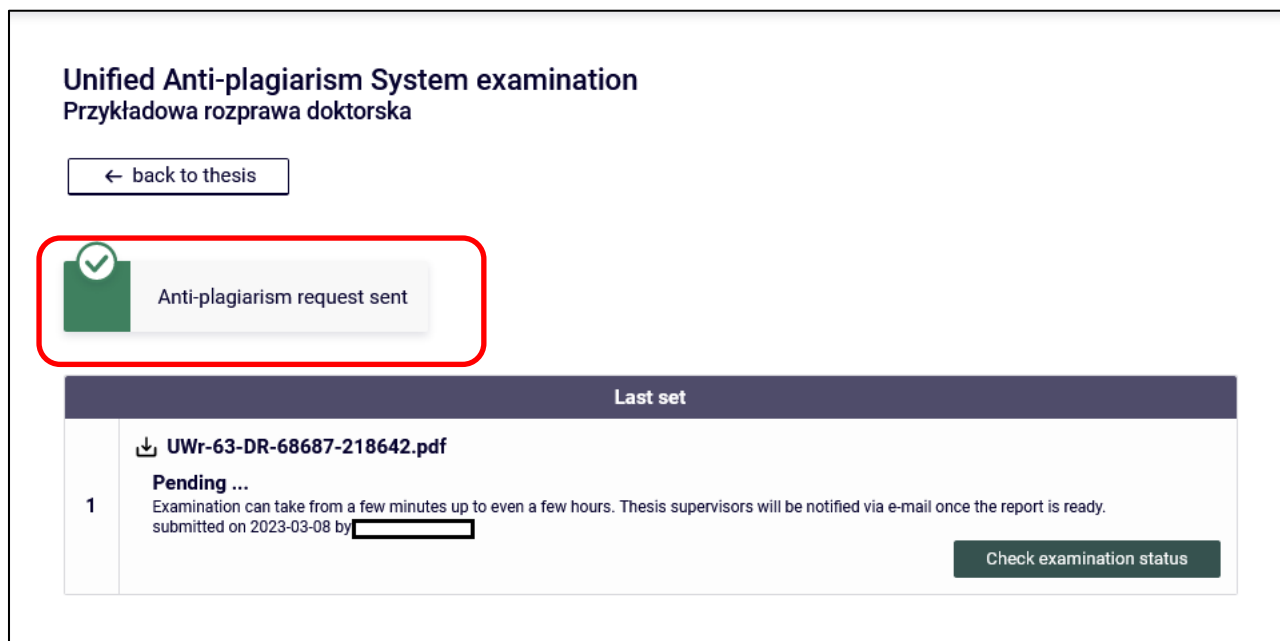 Unified Anti-plagiarism System examination
Przykładowa rozprawa doktorska
← back to thesis
Anti-plagiarism request sent
Last set
UWr-63-DR-68687-218642.pdf
Pending ...
1
Examination can take from a few minutes up to even a few hours. Thesis supervisors will be notified via e-mail once the report is ready.
submitted on 2023-03-08 by
Check examination status